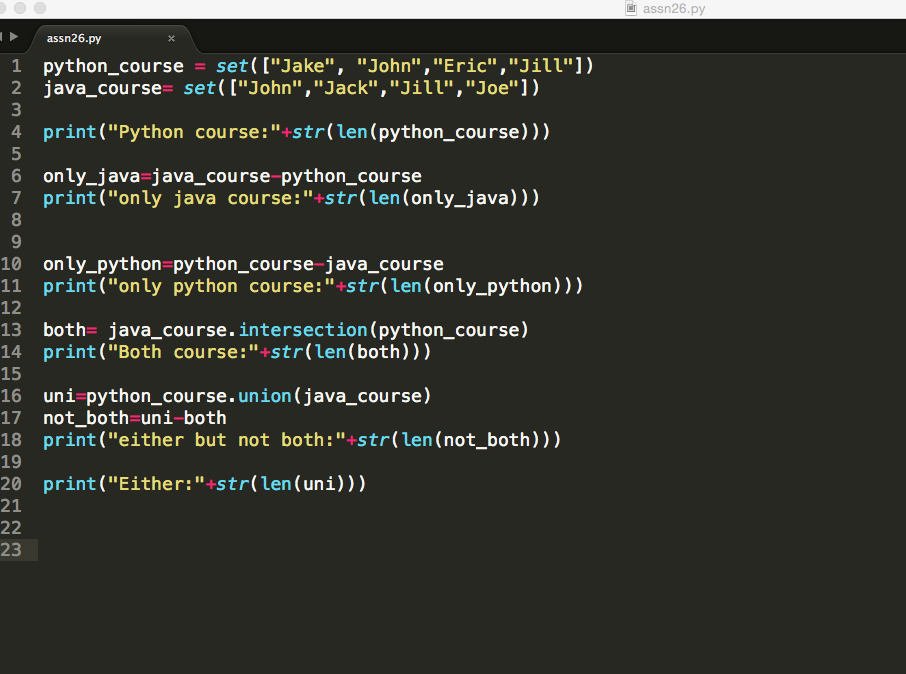 assn26.py
assn26.py ×
1 python_course = set(["Jake", "John","Eric","Jill"])
2 java_course= set(["John","Jack","Jill","Joe"])
3
4 print("Python course:"+str(len(python_course)))
5
6 only_java=java_course-python_course
7 print("only java course:"+str(len(only_java)))
8
9
10 only_python=python_course-java_course
11 print("only python course:"+str(len(only_python)))
12
13 both= java_course.intersection(python_course)
14 print("Both course:"+str(len(both)))
15
16 uni=python_course.union(java_course)
17 not_both=uni-both
18 print("either but not both:"+str(len(not_both)))
19
20 print("Either:"+str(len(uni)))
21
22
23